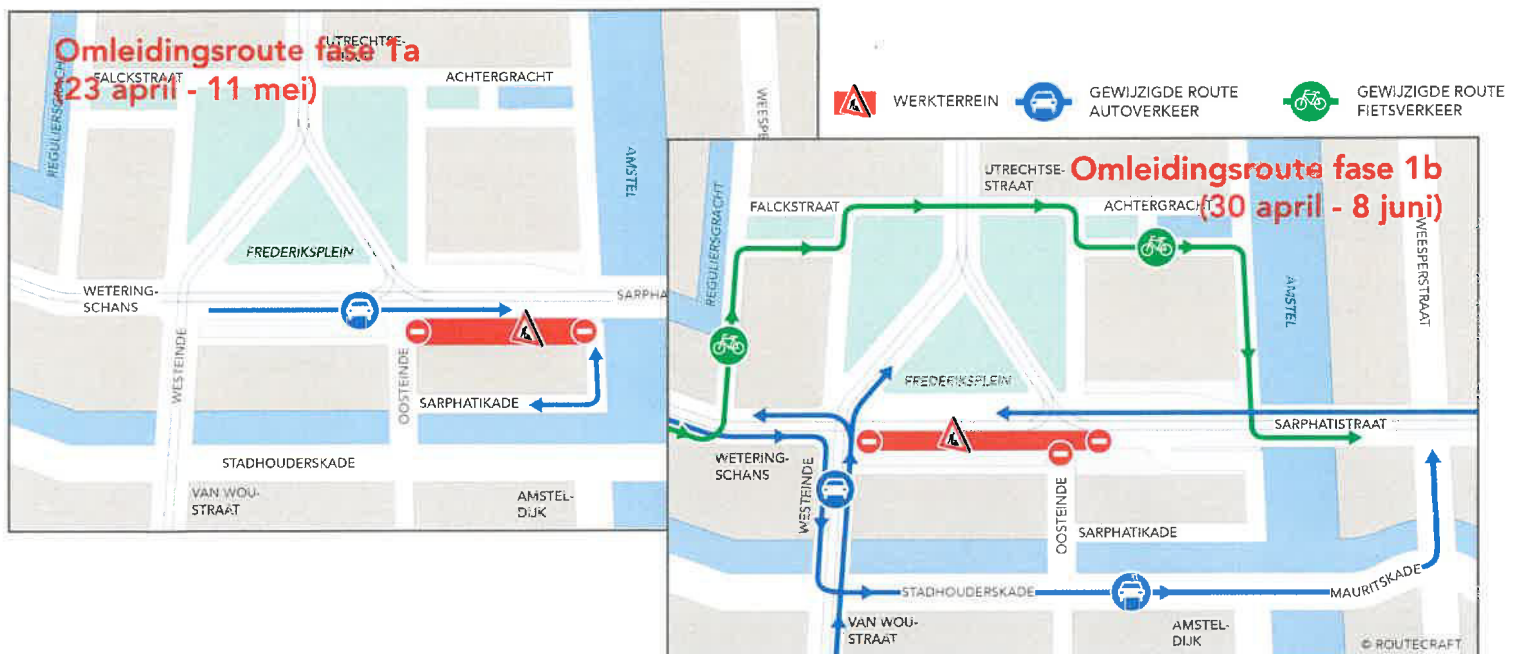 Omleidingsroute fase 1a
(23 april - 11 mei)
UTRECHTSE-
FALCKSTRAAT
ACHTERGRACHT
REGULIERSGRACHT
AMSTEL
FREDERIKSPLEIN
WETERING-
SCHANS
SARPHA
WESTEINDE
OOSTEINDE
SARPHATIKADE
STADHOUDERSKADE
VAN WOU-
STRAAT
AMSTEL-
DIJK
WEESPE
WERKTERREIN
GEWIJZIGDE ROUTE
AUTOVERKEER
GEWIJZIGDE ROUTE
FIETSVERKEER
Omleidingsroute fase 1b
(30 april - 8 juni)
UTRECHTSE-
STRAAT
FALCKSTRAAT
ACHTERGRACHT
REGULIERSGRACHT
WEESPERSTRAAT
AMSTEL
FREDERIKSPLEIN
SARPHATISTRAAT
WETERING-
SCHANS
WESTEINDE
OOSTEINDE
SARPHATIKADE
STADHOUDERSKADE
MAURITSKADE
VAN WOU-
STRAAT
AMSTEL-
DIJK
© ROUTECRAFT